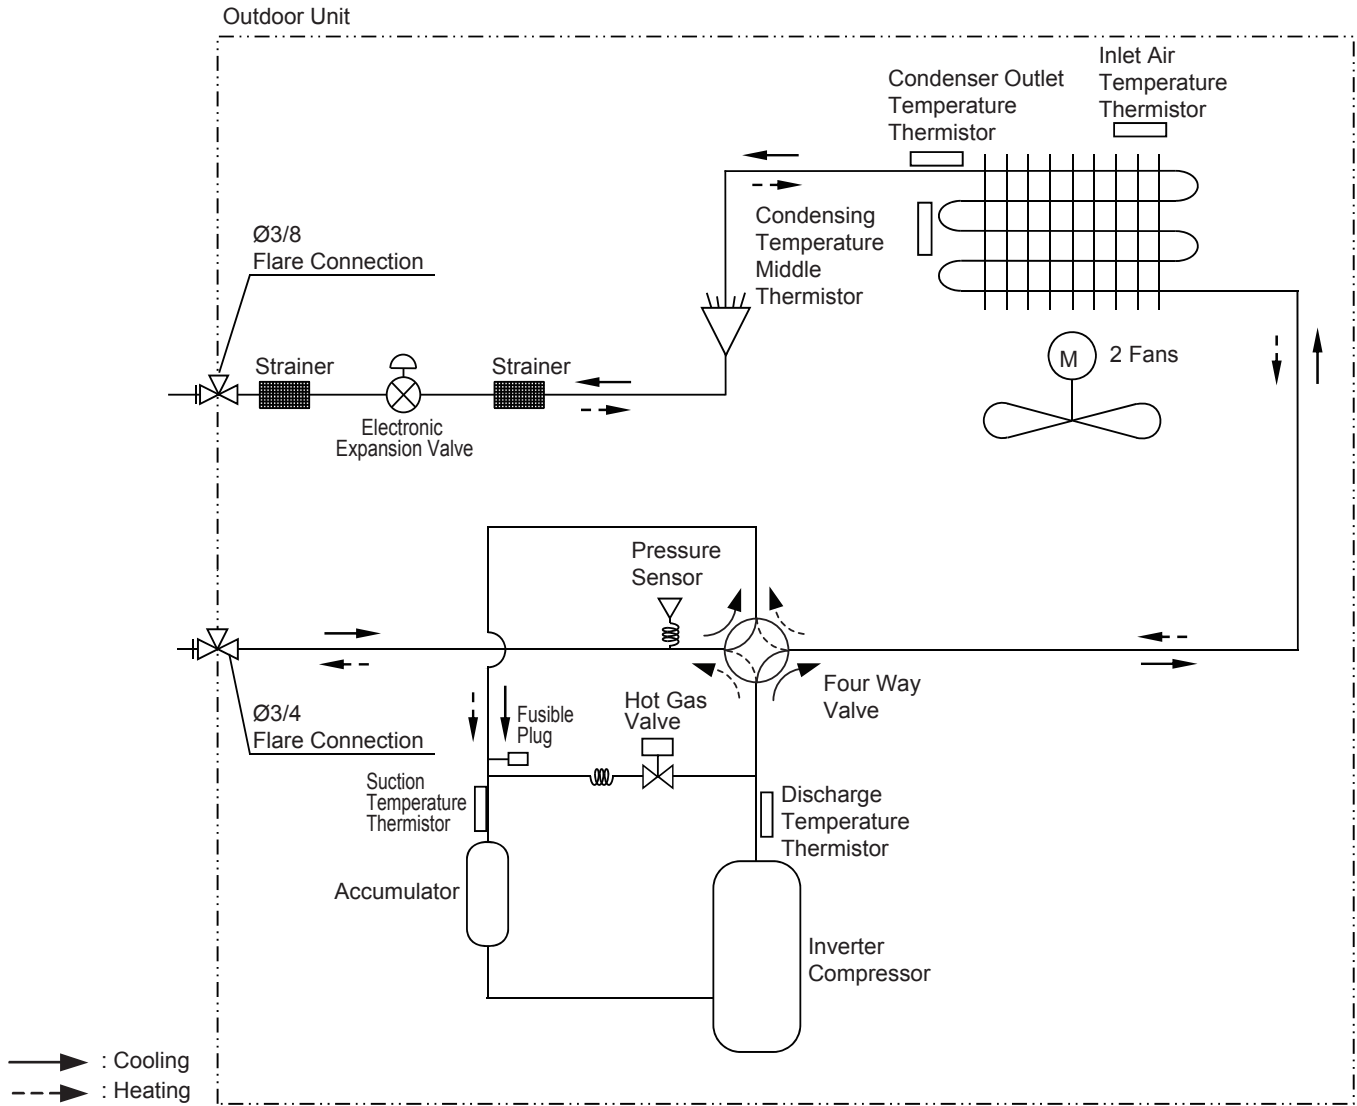 Outdoor Unit
Inlet Air
Temperature
Thermistor
Condenser Outlet
Temperature
Thermistor
Condensing
Temperature
Middle
Thermistor
Ø3/8
Flare Connection
Strainer
Strainer
Electronic
Expansion Valve
M
2 Fans
Pressure
Sensor
Four Way
Valve
Hot Gas
Valve
Fusible
Plug
Ø3/4
Flare Connection
Suction
Temperature
Thermistor
Discharge
Temperature
Thermistor
Accumulator
Inverter
Compressor
: Cooling
: Heating